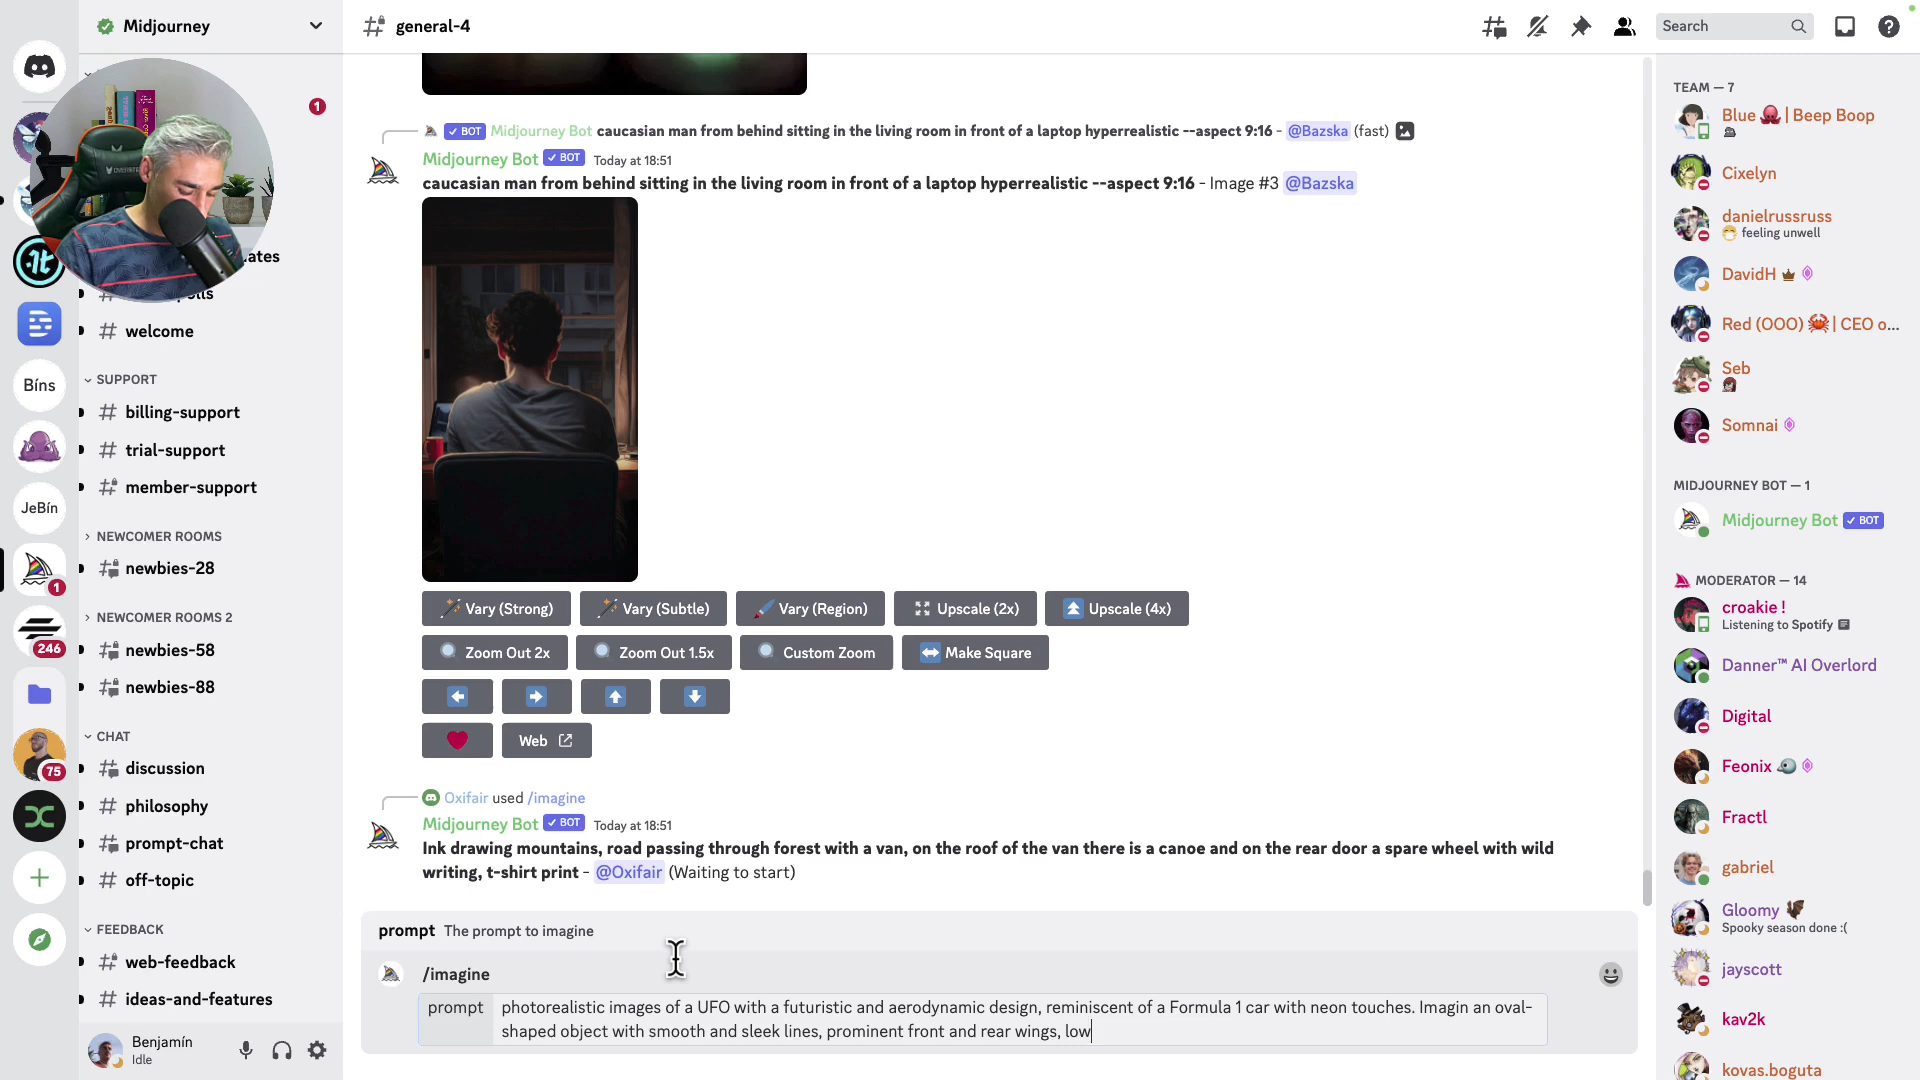 Midjourney
general-4
Search
1
ates
olls
welcome
SUPPORT
billing-support
trial-support
member-support
NEWCOMER ROOMS
newbies-28
NEWCOMER ROOMS 2
newbies-58
newbies-88
CHAT
discussion
philosophy
prompt-chat
off-topic
FEEDBACK
web-feedback
ideas-and-features
Bíns
JeBín
1
246
75
Benjamín
Idle
BOT Midjourney Bot caucasian man from behind sitting in the living room in front of a laptop hyperrealistic --aspect 9:16 - @Bazska (fast)
Midjourney Bot BOT Today at 18:51
caucasian man from behind sitting in the living room in front of a laptop hyperrealistic --aspect 9:16 - Image #3 @Bazska
Vary (Strong) Vary (Subtle) Vary (Region) Upscale (2x) Upscale (4x)
Zoom Out 2x Zoom Out 1.5x Custom Zoom Make Square
Web
Oxifair used /imagine
Midjourney Bot BOT Today at 18:51
Ink drawing mountains, road passing through forest with a van, on the roof of the van there is a canoe and on the rear door a spare wheel with wild
writing, t-shirt print - @Oxifair (Waiting to start)
prompt The prompt to imagine
/imagine
prompt photorealistic images of a UFO with a futuristic and aerodynamic design, reminiscent of a Formula 1 car with neon touches. Imagin an oval-
shaped object with smooth and sleek lines, prominent front and rear wings, low
TEAM — 7
Blue | Beep Boop
Cixelyn
danielrussruss
feeling unwell
DavidH
Red (OOO) | CEO o...
Seb
Somnai
MIDJOURNEY BOT — 1
Midjourney Bot BOT
MODERATOR — 14
croakie !
Listening to Spotify
Danner™ AI Overlord
Digital
Feonix
Fractl
gabriel
Gloomy
Spooky season done :(
jayscott
kav2k
kovas.boguta